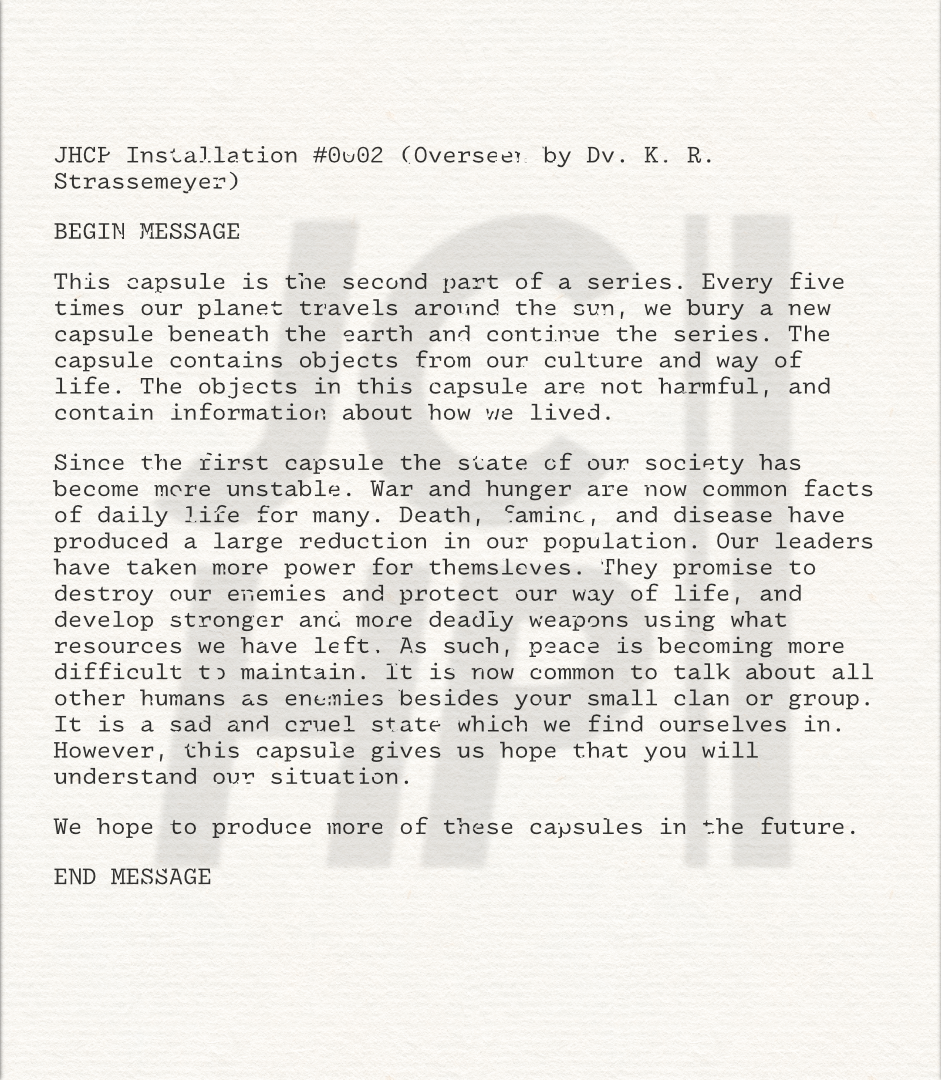 JHCP Installation #0002 (Overseer by Dv. K. R.
Strassemeyer)
BEGIN MESSAGE
This capsule is the second part of a series. Every five
times our planet travels around the sun, we bury a new
capsule beneath the earth and continue the series. The
capsule contains objects from our culture and way of
life. The objects in this capsule are not harmful, and
contain information about how we lived.
Since the first capsule the state of our society has
become more unstable. War and hunger are now common facts
of daily life for many. Death, famine, and disease have
produced a large reduction in our population. Our leaders
have taken more power for themsleves. They promise to
destroy our enemies and protect our way of life, and
develop stronger and more deadly weapons using what
resources we have left. As such, peace is becoming more
difficult to maintain. It is now common to talk about all
other humans as enemies besides your small clan or group.
It is a sad and cruel state which we find ourselves in.
However, this capsule gives us hope that you will
understand our situation.
We hope to produce more of these capsules in the future.
END MESSAGE
JC
HP